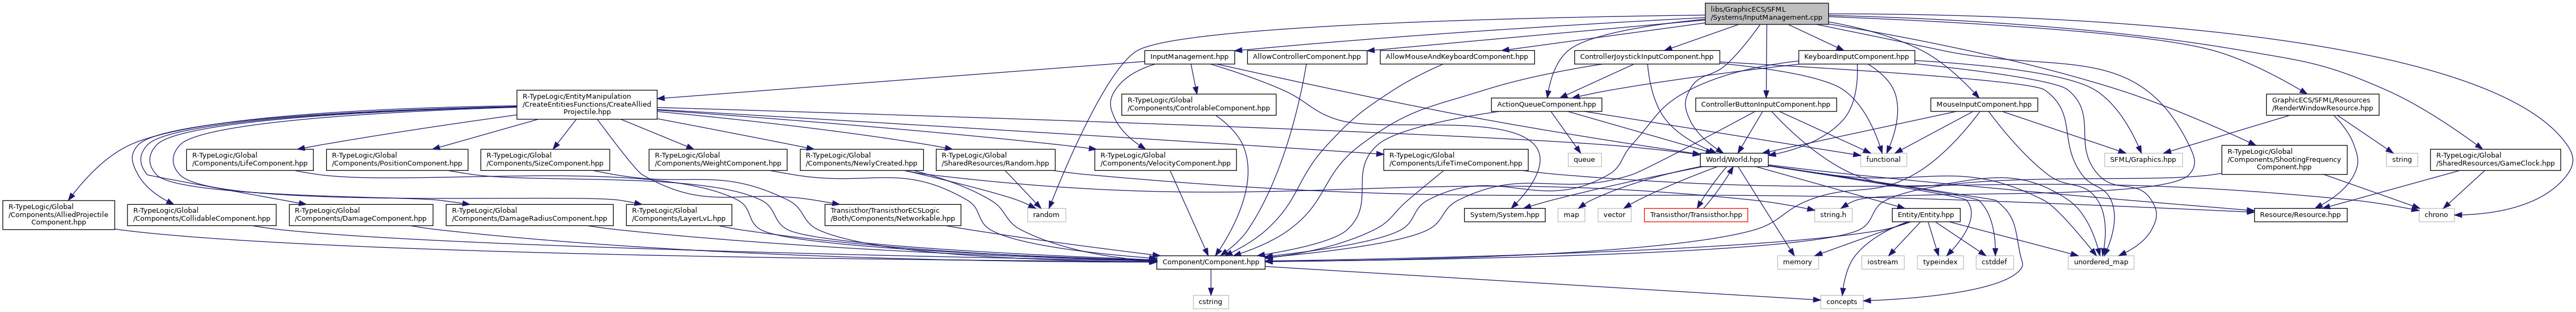 libs/GraphicECS/SFML
/Systems/InputManagement.cpp
InputManagement.hpp
AllowControllerComponent.hpp
AllowMouseAndKeyboardComponent.hpp
ControllerJoystickInputComponent.hpp
KeyboardInputComponent.hpp
R-TypeLogic/EntityManipulation
/CreateEntitiesFunctions/CreateAllied
Projectile.hpp
R-TypeLogic/Global
/Components/ControlableComponent.hpp
ActionQueueComponent.hpp
ControllerButtonInputComponent.hpp
MouseInputComponent.hpp
GraphicECS/SFML/Resources
/RenderWindowResource.hpp
R-TypeLogic/Global
/Components/LifeComponent.hpp
R-TypeLogic/Global
/Components/PositionComponent.hpp
R-TypeLogic/Global
/Components/SizeComponent.hpp
R-TypeLogic/Global
/Components/WeightComponent.hpp
R-TypeLogic/Global
/Components/NewlyCreated.hpp
R-TypeLogic/Global
/SharedResources/Random.hpp
R-TypeLogic/Global
/Components/VelocityComponent.hpp
R-TypeLogic/Global
/Components/LifeTimeComponent.hpp
queue
World/World.hpp
functional
SFML/Graphics.hpp
R-TypeLogic/Global
/Components/ShootingFrequency
Component.hpp
string
R-TypeLogic/Global
/SharedResources/GameClock.hpp
R-TypeLogic/Global
/Components/AlliedProjectile
Component.hpp
R-TypeLogic/Global
/Components/CollidableComponent.hpp
R-TypeLogic/Global
/Components/DamageComponent.hpp
R-TypeLogic/Global
/Components/DamageRadiusComponent.hpp
R-TypeLogic/Global
/Components/LayerLvL.hpp
Transisthor/TransisthorECSLogic
/Both/Components/Networkable.hpp
random
System/System.hpp
map
vector
Transisthor/Transisthor.hpp
string.h
Entity/Entity.hpp
Resource/Resource.hpp
chrono
Component/Component.hpp
memory
iostream
typeindex
cstddef
unordered_map
cstring
concepts